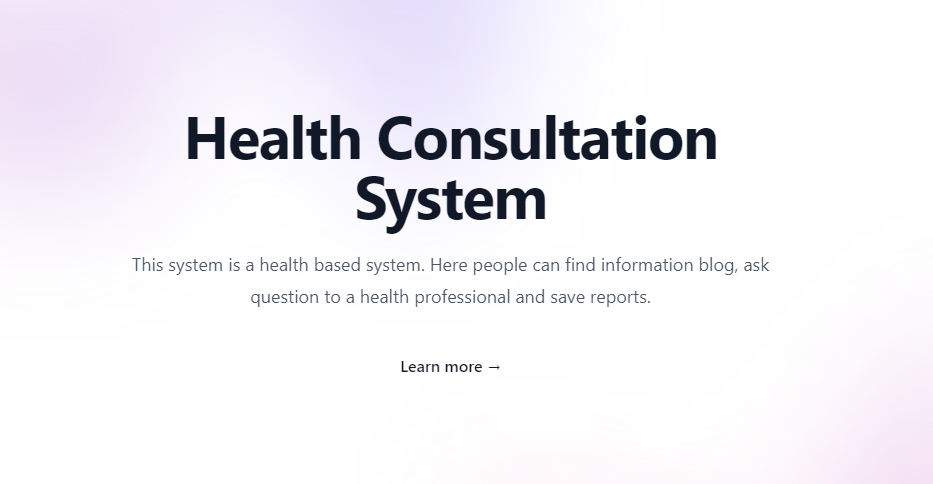 Health Consultation
System
This system is a health based system. Here people can find information blog, ask
question to a health professional and save reports.
Learn more →